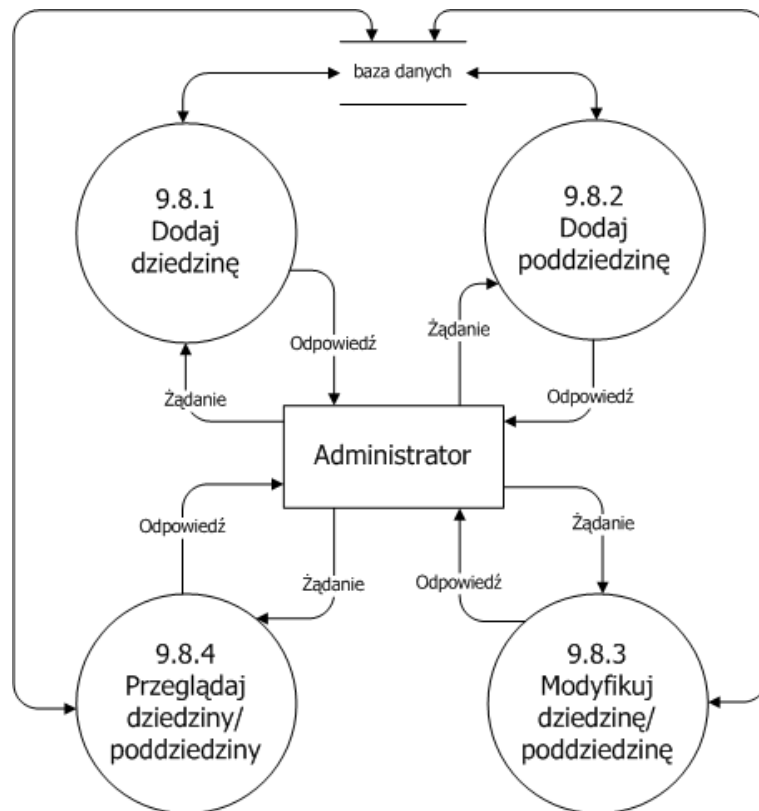 baza danych
9.8.1
Dodaj
dziedzinę
9.8.2
Dodaj
poddziedzinę
Odpowiedź
Żądanie
Żądanie
Odpowiedź
Administrator
Odpowiedź
Żądanie
Żądanie
Odpowiedź
9.8.4
Przeglądaj
dziedziny/
poddziedziny
9.8.3
Modyfikuj
dziedzinę/
poddziedzinę